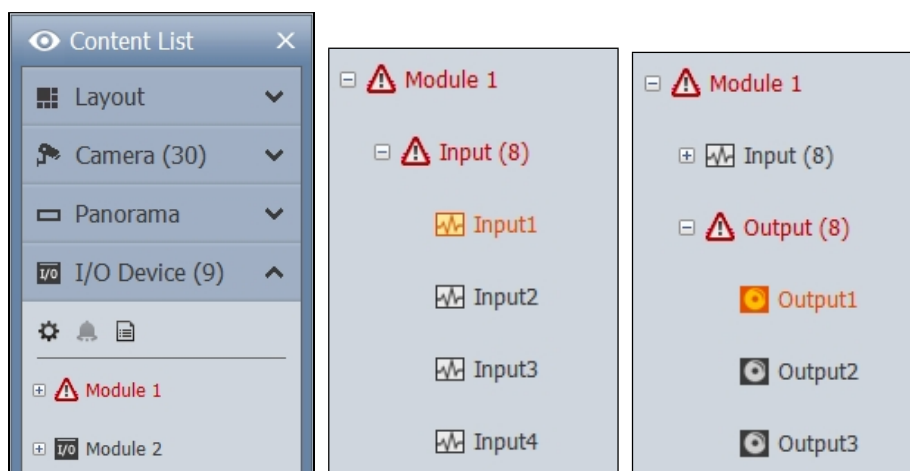 Content List
Layout
Camera (30)
Panorama
I/O Device (9)
Module 1
I/O Module 2
Module 1
Input (8)
Input1
Input2
Input3
Input4
Module 1
Input (8)
Output (8)
Output1
Output2
Output3